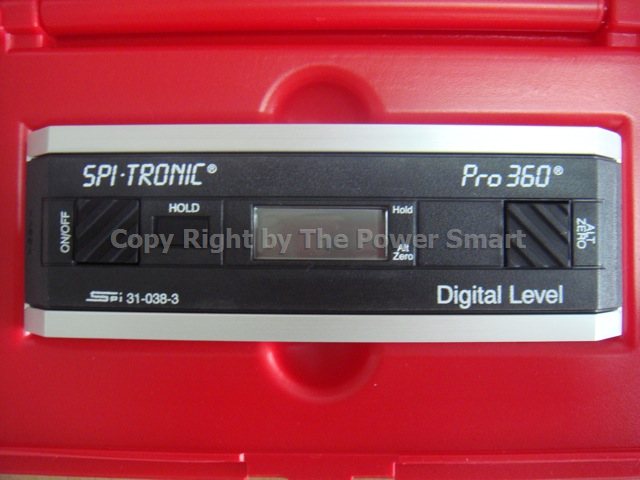 SPI-TRONIC® Pro 360®
ON/OFF
HOLD
Hold
Alt
Zero
ALT
ZERO
Copy Right by The Power Smart
SPi 31-038-3
Digital Level